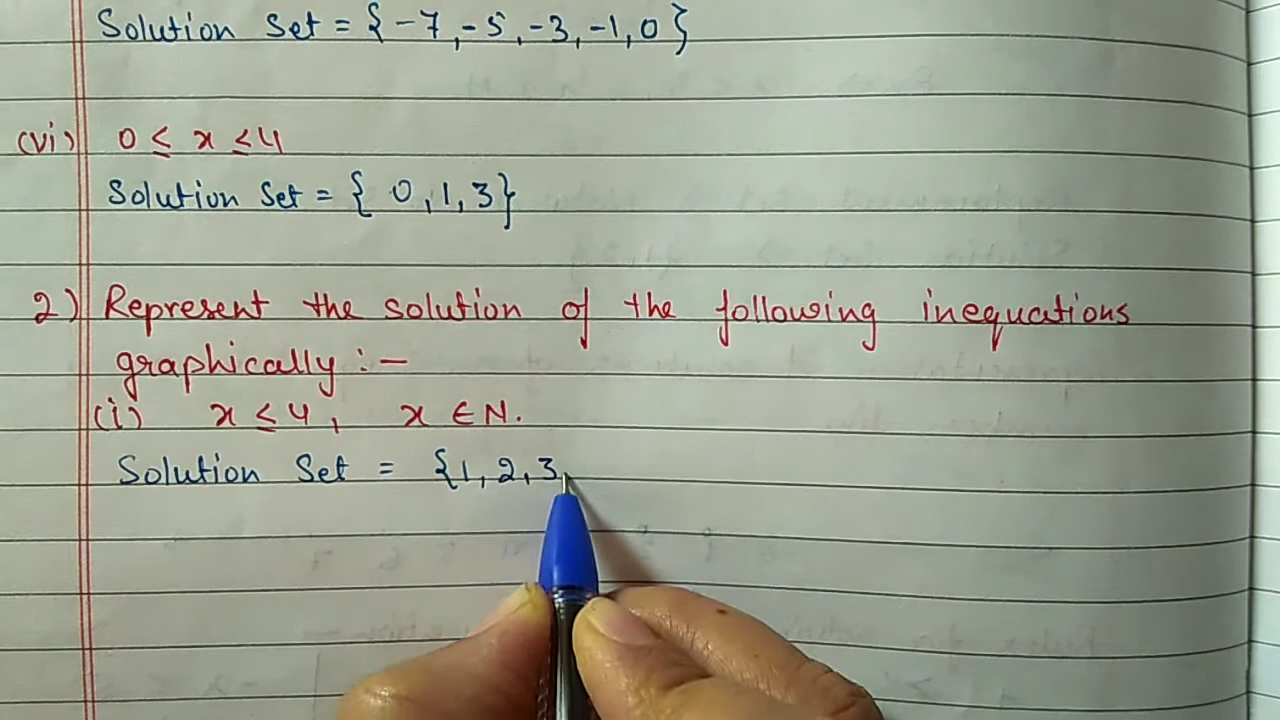 Solution Set = {-7,-5,-3,-1,0}
(vi) 0 ≤ x ≤ 4
Solution Set = { 0,1,3}
2) Represent the solution of the following inequations
graphically :-
(i) x ≤ 4, x ∈ N.
Solution Set = {1,2,3,